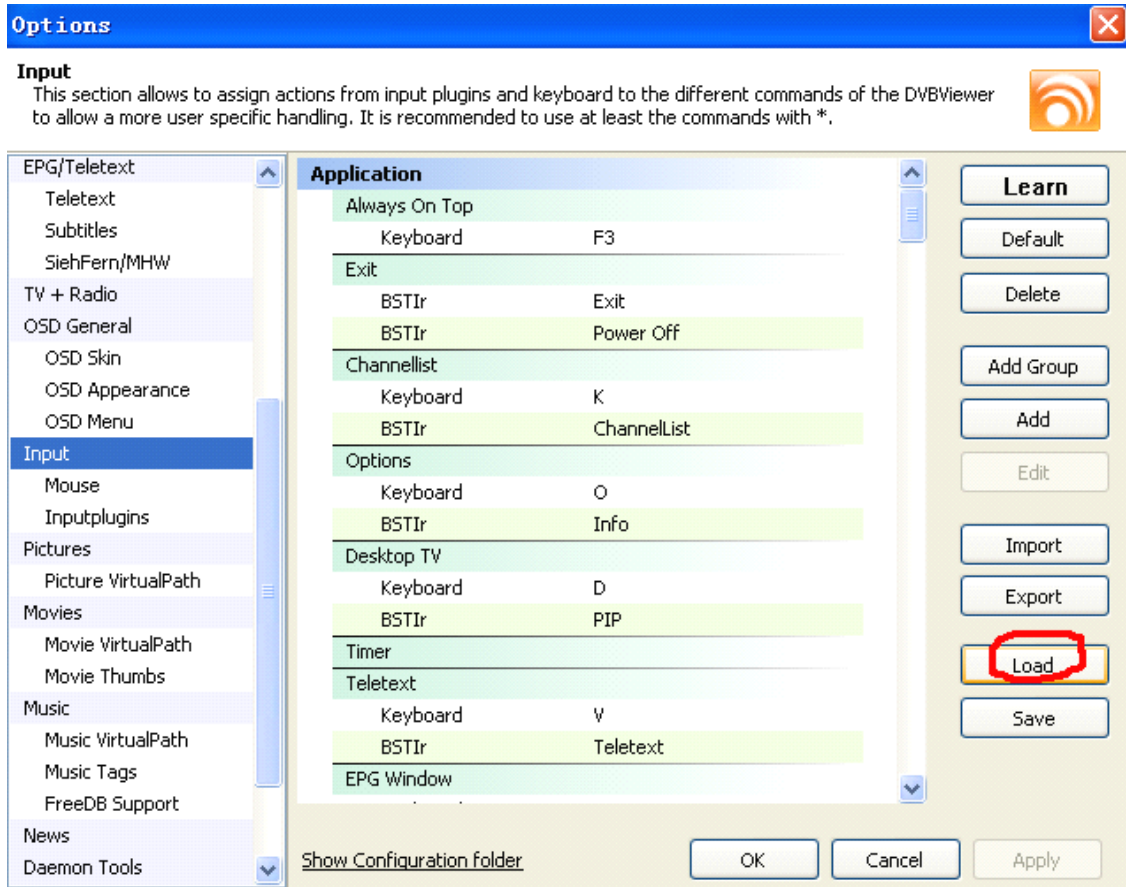 Options
Input
This section allows to assign actions from input plugins and keyboard to the different commands of the DVBViewer
to allow a more user specific handling. It is recommended to use at least the commands with *.
EPG/Teletext
Teletext
Subtitles
SiehFern/MHW
TV + Radio
OSD General
OSD Skin
OSD Appearance
OSD Menu
Input
Mouse
Inputplugins
Pictures
Picture VirtualPath
Movies
Movie VirtualPath
Movie Thumbs
Music
Music VirtualPath
Music Tags
FreeDB Support
News
Daemon Tools
Application
Always On Top
Keyboard F3
Exit
BSTIr Exit
BSTIr Power Off
Channellist
Keyboard K
BSTIr ChannelList
Options
Keyboard O
BSTIr Info
Desktop TV
Keyboard D
BSTIr PIP
Timer
Teletext
Keyboard V
BSTIr Teletext
EPG Window
Learn
Default
Delete
Add Group
Add
Edit
Import
Export
Load
Save
Show Configuration folder
OK
Cancel
Apply